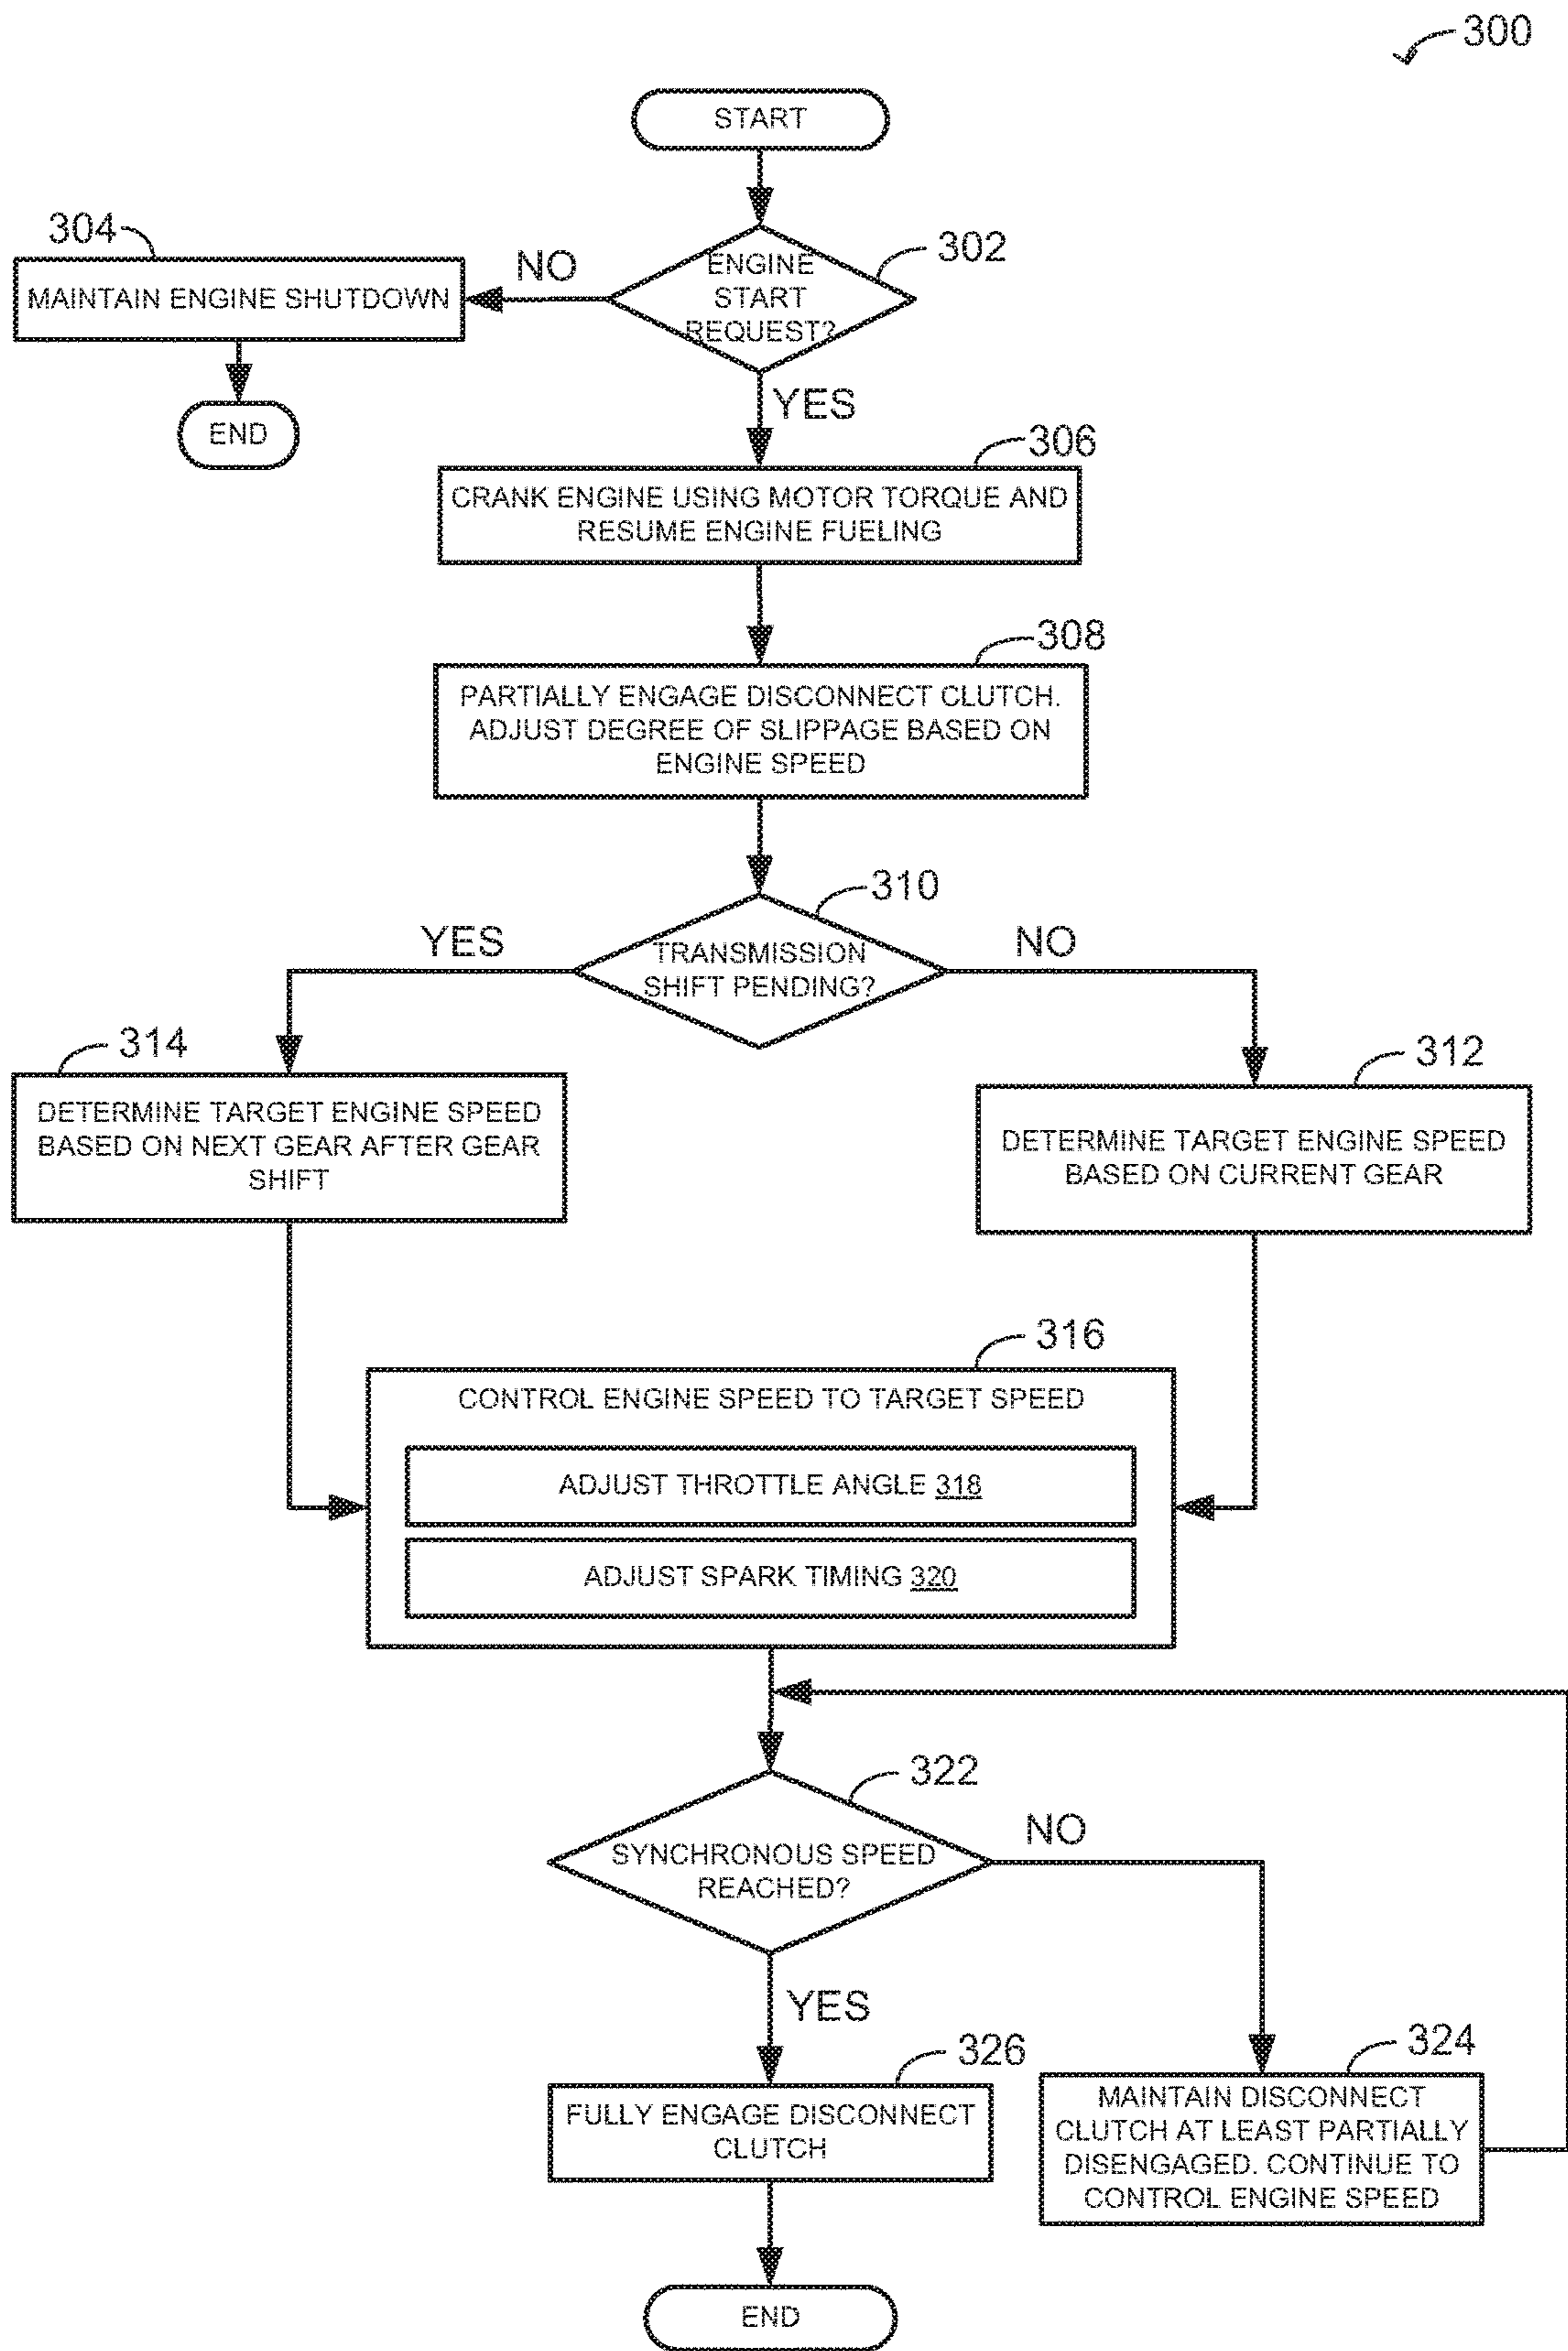 300
START
304
302
NO
ENGINE
START
REQUEST?
MAINTAIN ENGINE SHUTDOWN
YES
END
306
CRANK ENGINE USING MOTOR TORQUE AND
RESUME ENGINE FUELING
308
PARTIALLY ENGAGE DISCONNECT CLUTCH.
ADJUST DEGREE OF SLIPPAGE BASED ON
ENGINE SPEED
310
YES
NO
TRANSMISSION
SHIFT PENDING?
314
312
DETERMINE TARGET ENGINE SPEED
BASED ON NEXT GEAR AFTER GEAR
SHIFT
DETERMINE TARGET ENGINE SPEED
BASED ON CURRENT GEAR
316
CONTROL ENGINE SPEED TO TARGET SPEED
ADJUST THROTTLE ANGLE 318
ADJUST SPARK TIMING 320
322
NO
SYNCHRONOUS SPEED
REACHED?
YES
326
324
FULLY ENGAGE DISCONNECT
CLUTCH
MAINTAIN DISCONNECT
CLUTCH AT LEAST PARTIALLY
DISENGAGED. CONTINUE TO
CONTROL ENGINE SPEED
END